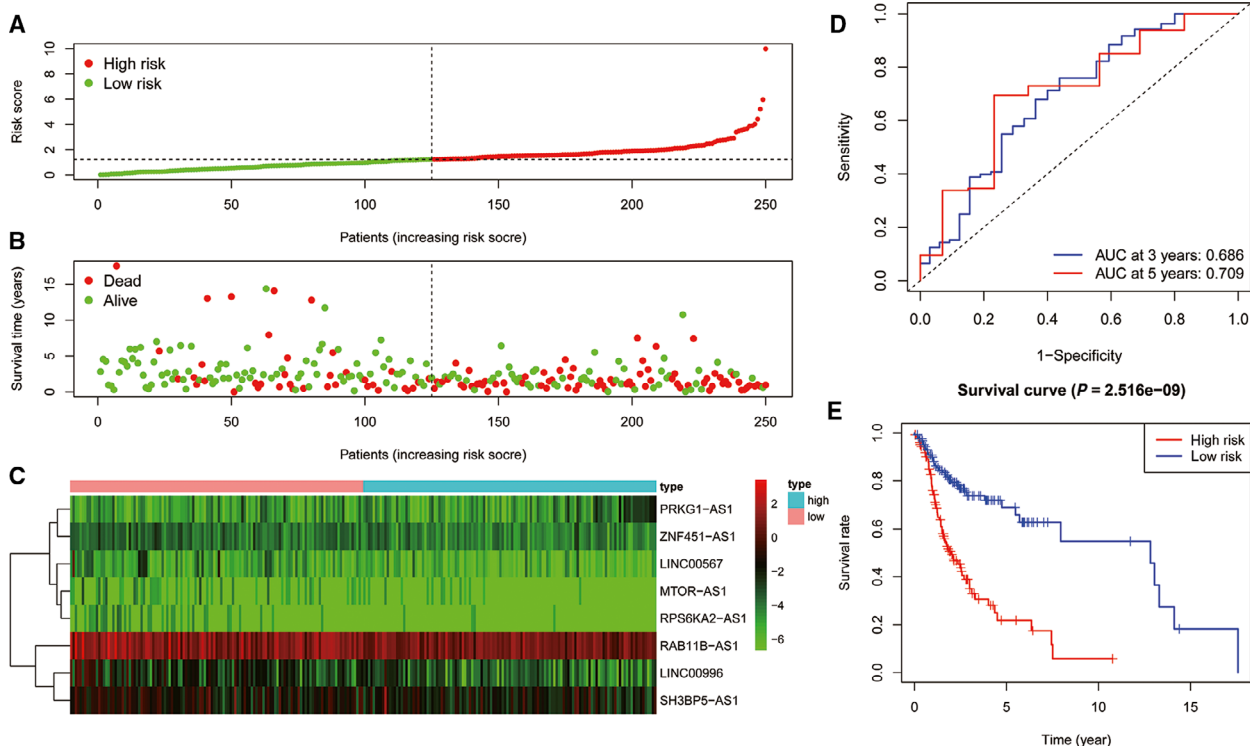 A
High risk
Low risk
Risk score
10
8
6
4
2
0
0 50 100 150 200 250
Patients (increasing risk socre)
B
Dead
Alive
Survival time (years)
15
10
5
0
0 50 100 150 200 250
Patients (increasing risk socre)
C
type
PRKG1−AS1
ZNF451−AS1
LINC00567
MTOR−AS1
RPS6KA2−AS1
RAB11B−AS1
LINC00996
SH3BP5−AS1
2
0
−2
−4
−6
type
high
low
D
Sensitivity
1.0
0.8
0.6
0.4
0.2
0.0
AUC at 3 years: 0.686
AUC at 5 years: 0.709
0.0 0.2 0.4 0.6 0.8 1.0
1−Specificity
Survival curve (P = 2.516e−09)
E
High risk
Low risk
Survival rate
1.0
0.8
0.6
0.4
0.2
0.0
0 5 10 15
Time (year)